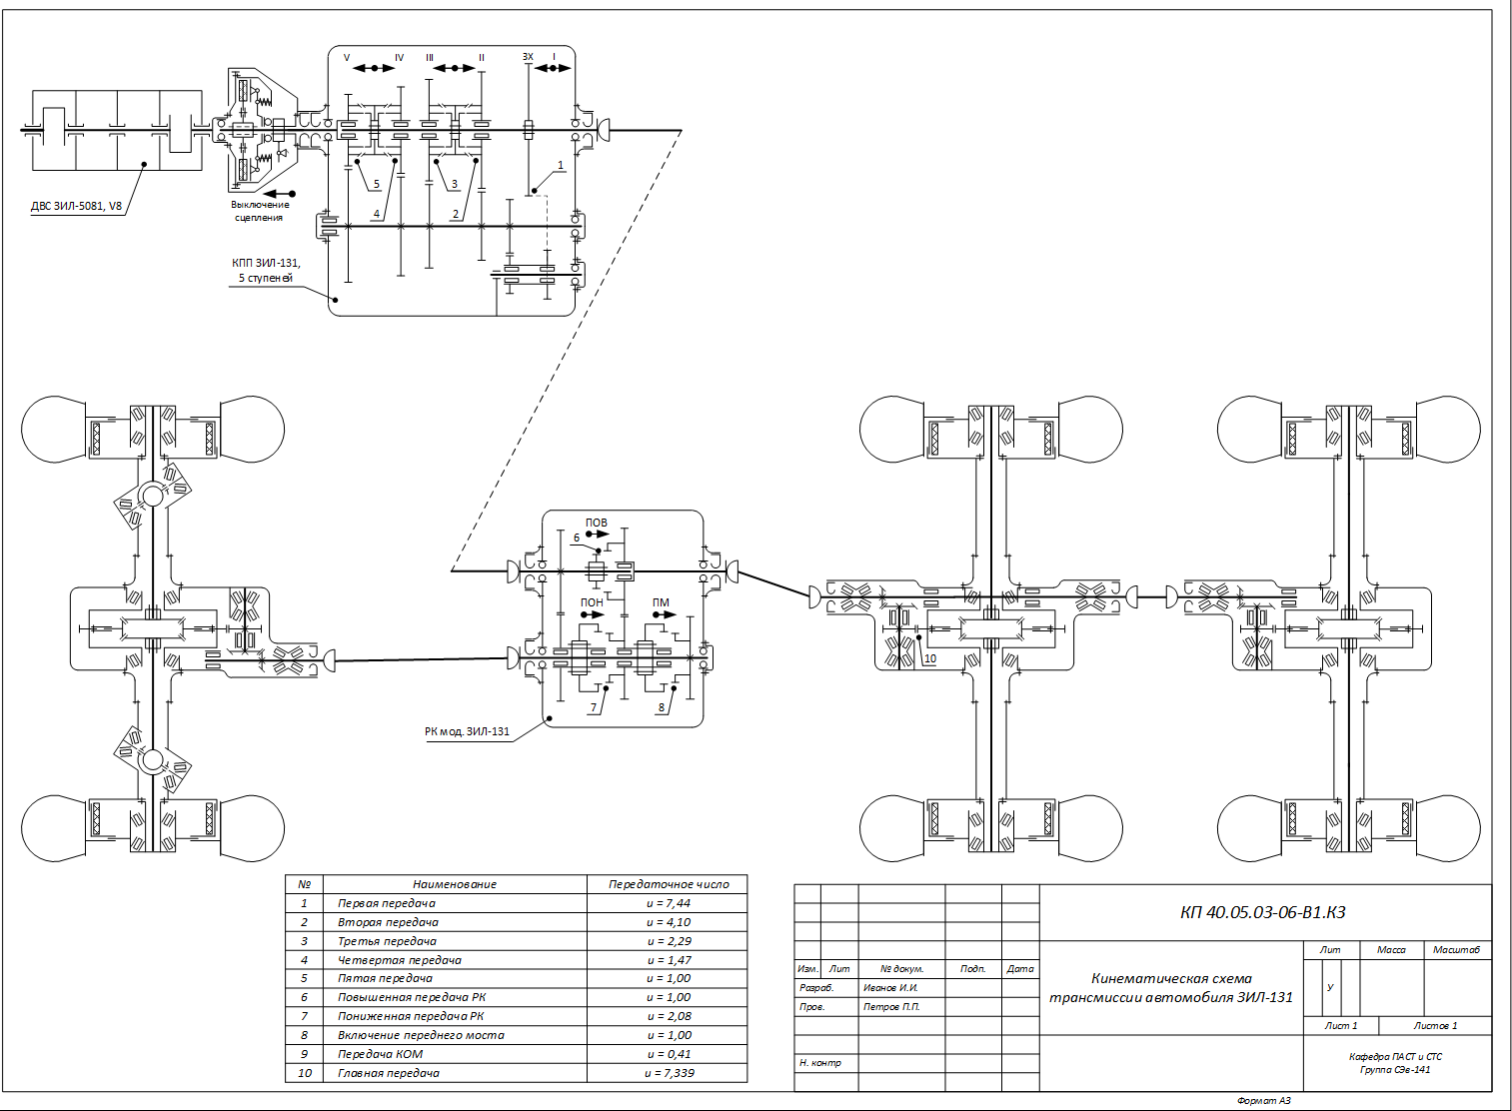 V
IV
III
II
ЗХ
I
5
4
3
2
1
ДВС ЗИЛ-5081, V8
Выключение
сцепления
КПП ЗИЛ-131,
5 ступеней
ПОВ
6
ПОН
ПМ
7
8
10
РК мод. ЗИЛ-131
№ Наименование Передаточное число
1 Первая передача u = 7,44
2 Вторая передача u = 4,10
3 Третья передача u = 2,29
4 Четвертая передача u = 1,47
5 Пятая передача u = 1,00
6 Повышенная передача РК u = 1,00
7 Пониженная передача РК u = 2,08
8 Включение переднего моста u = 1,00
9 Передача КОМ u = 0,41
10 Главная передача u = 7,339
КП 40.05.03-06-В1.КЗ
Изм. Лит № докум. Подп. Дата
Разраб. Иванов И.И.
Пров. Петров П.П.
Н. контр
Кинематическая схема
трансмиссии автомобиля ЗИЛ-131
Лит Масса Масштаб
У
Лист 1 Листов 1
Кафедра ПАСТ и СТС
Группа СЭв-141
Формат А3